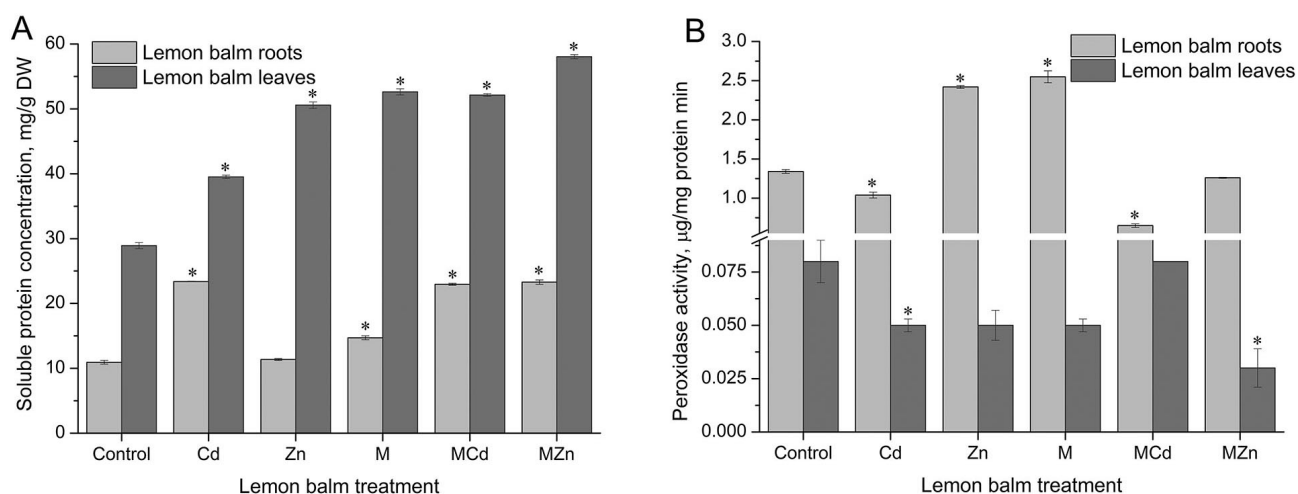 A
Soluble protein concentration, mg/g DW
60
50
40
30
20
10
0
Lemon balm roots
Lemon balm leaves
*
*
*
*
*
*
*
*
*
Control Cd Zn M MCd MZn
Lemon balm treatment
B
Peroxidase activity, µg/mg protein min
3.0
2.5
2.0
1.5
1.0
0.075
0.050
0.025
0.000
Lemon balm roots
Lemon balm leaves
*
*
*
*
*
*
Control Cd Zn M MCd MZn
Lemon balm treatment